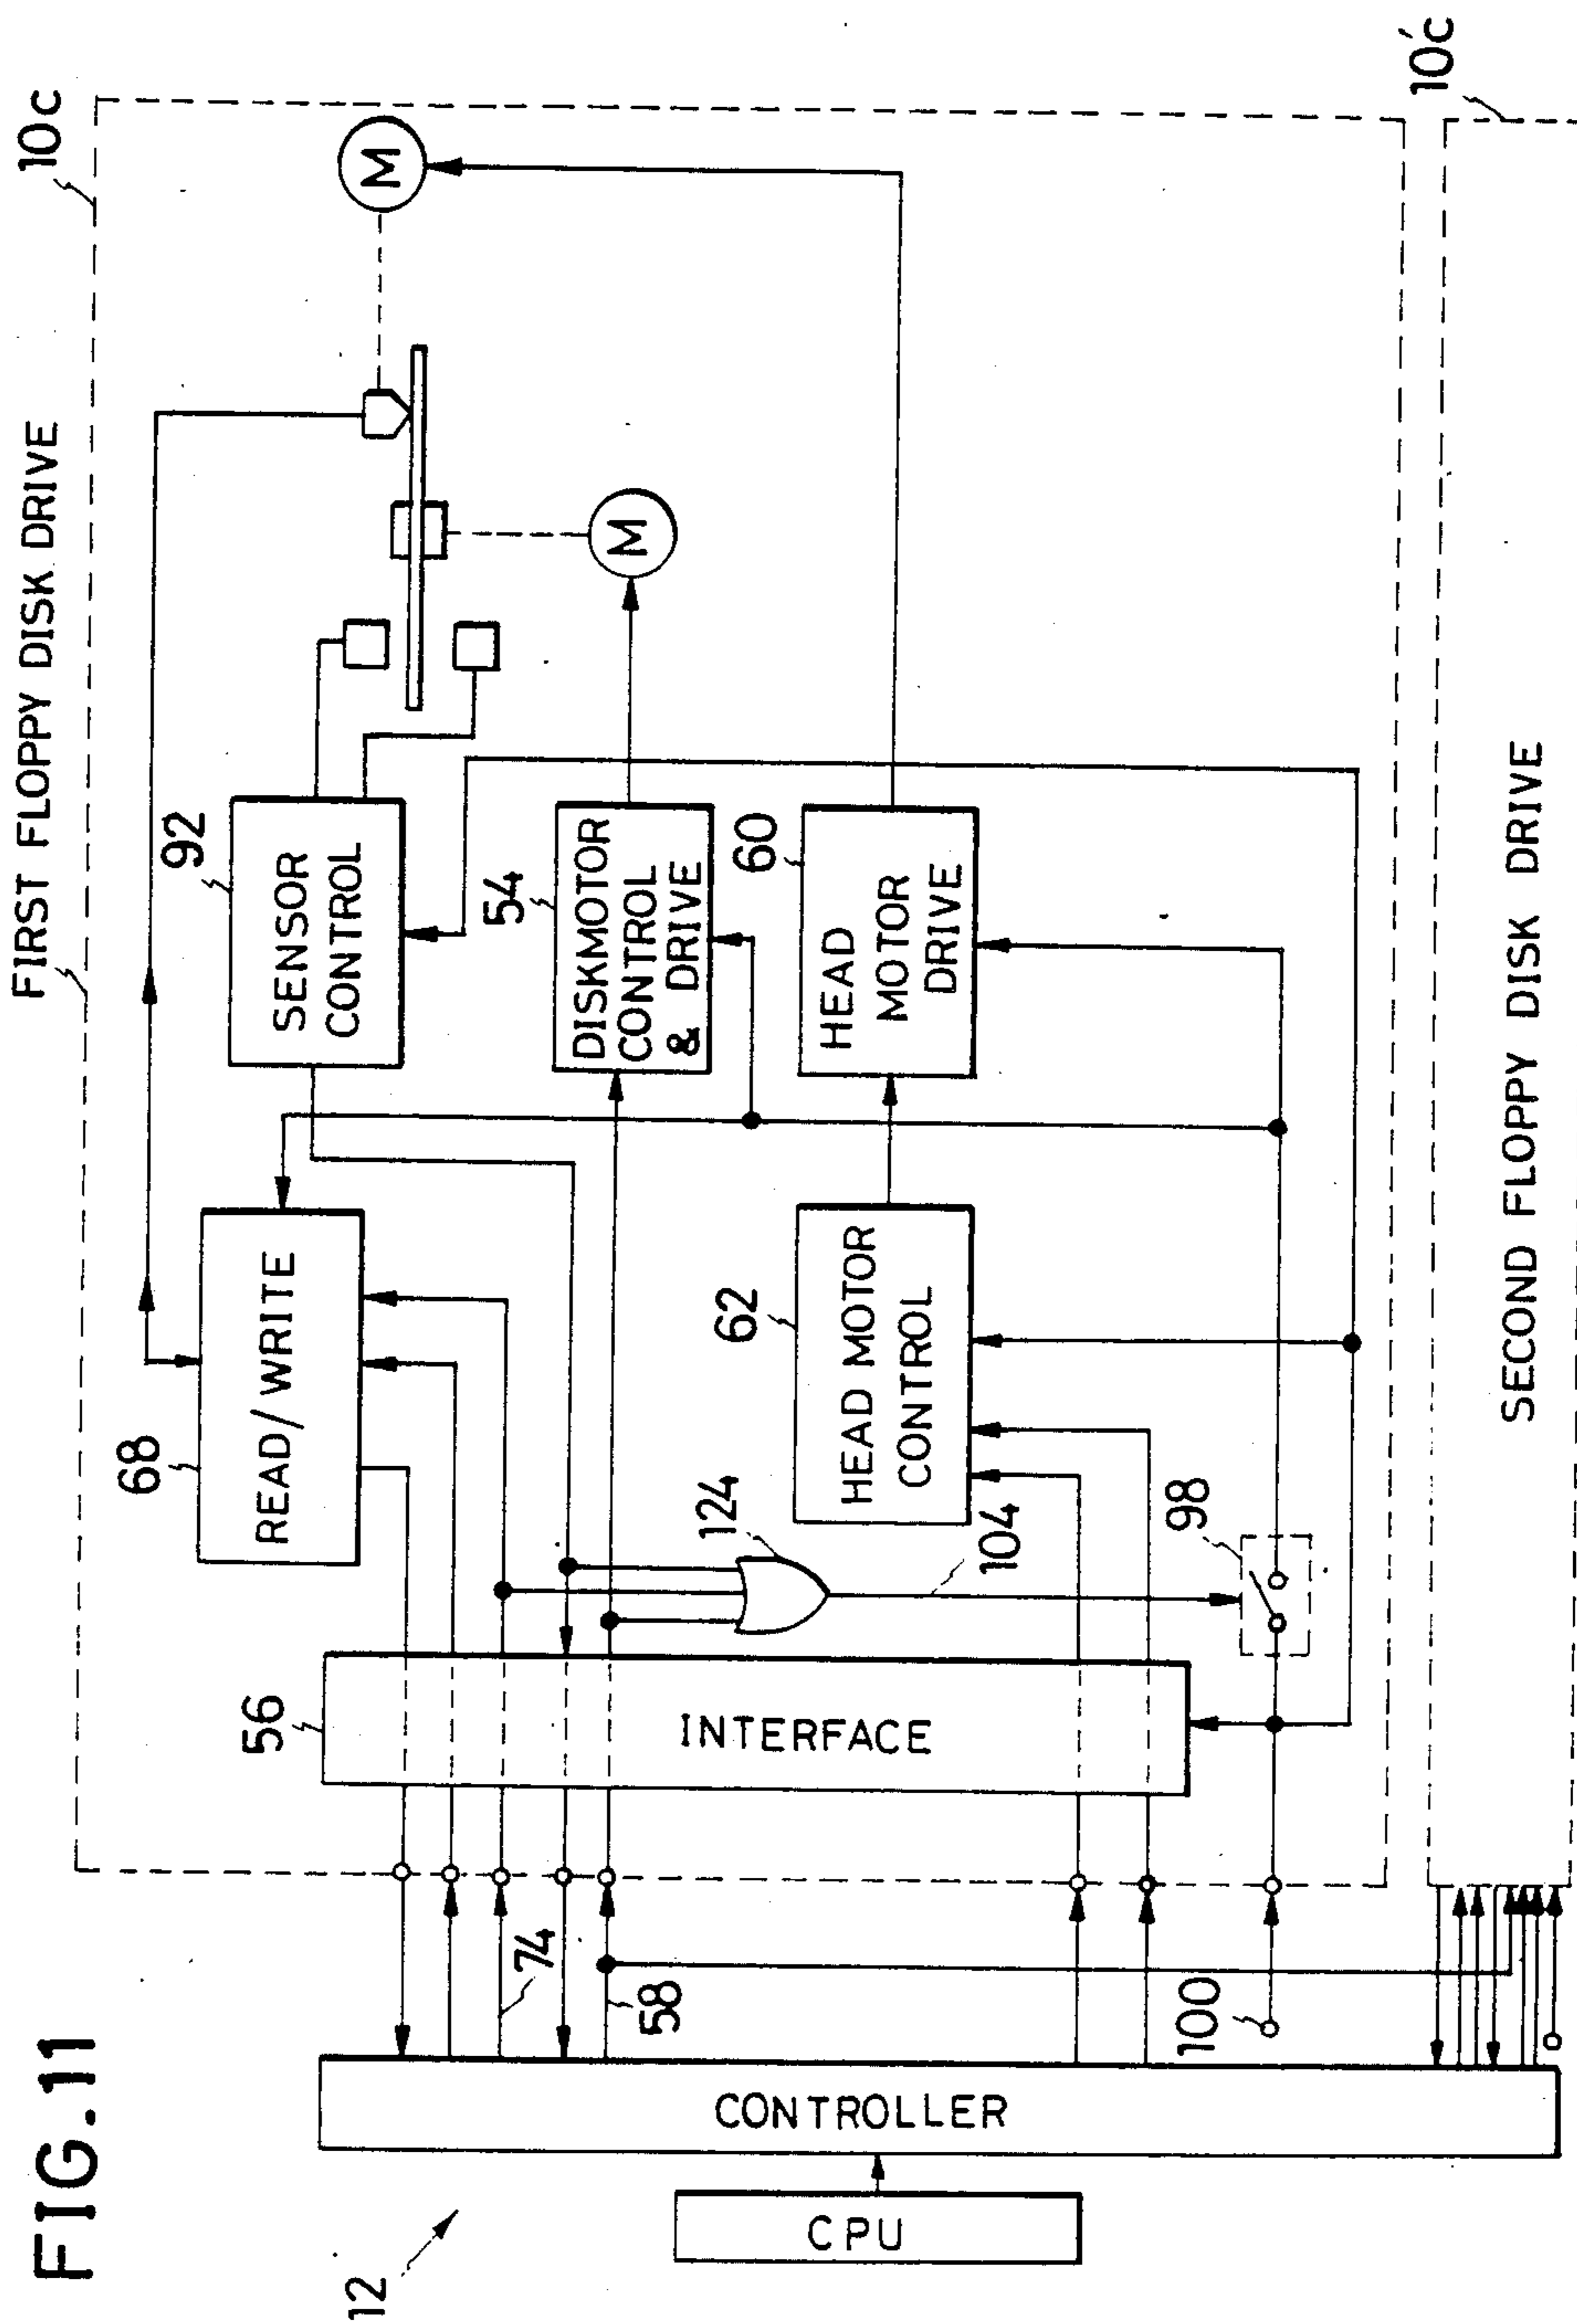 FIG.11
FIRST FLOPPY DISK DRIVE
10c
12
CPU
CONTROLLER
74
58
100
56
INTERFACE
68
READ/WRITE
92
SENSOR
CONTROL
54
DISKMOTOR
CONTROL
& DRIVE
M
M
62
HEAD MOTOR
CONTROL
60
HEAD
MOTOR
DRIVE
124
104
98
SECOND FLOPPY DISK DRIVE
10'c